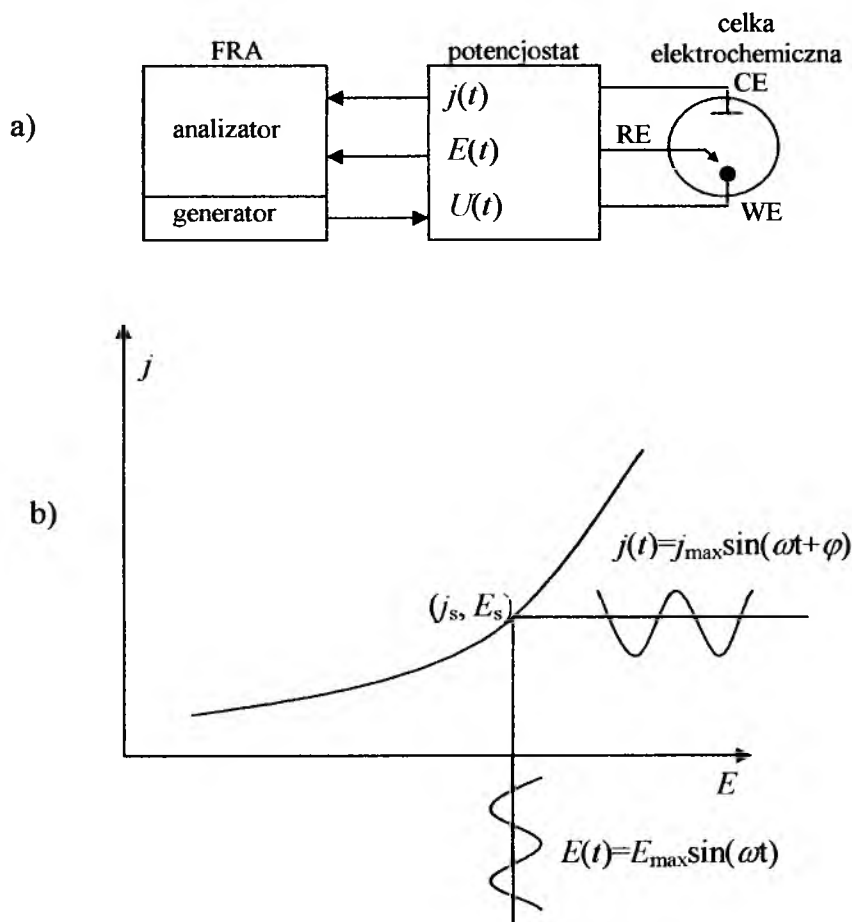 celka
FRA potencjostat elektrochemiczna
CE
j(t)
a) analizator
RE
E(t)
generator U(t)
WE
j
b)
j(t)=jmaxsin(ωt+φ)
(js, Es)
E
E(t)=Emaxsin(ωt)